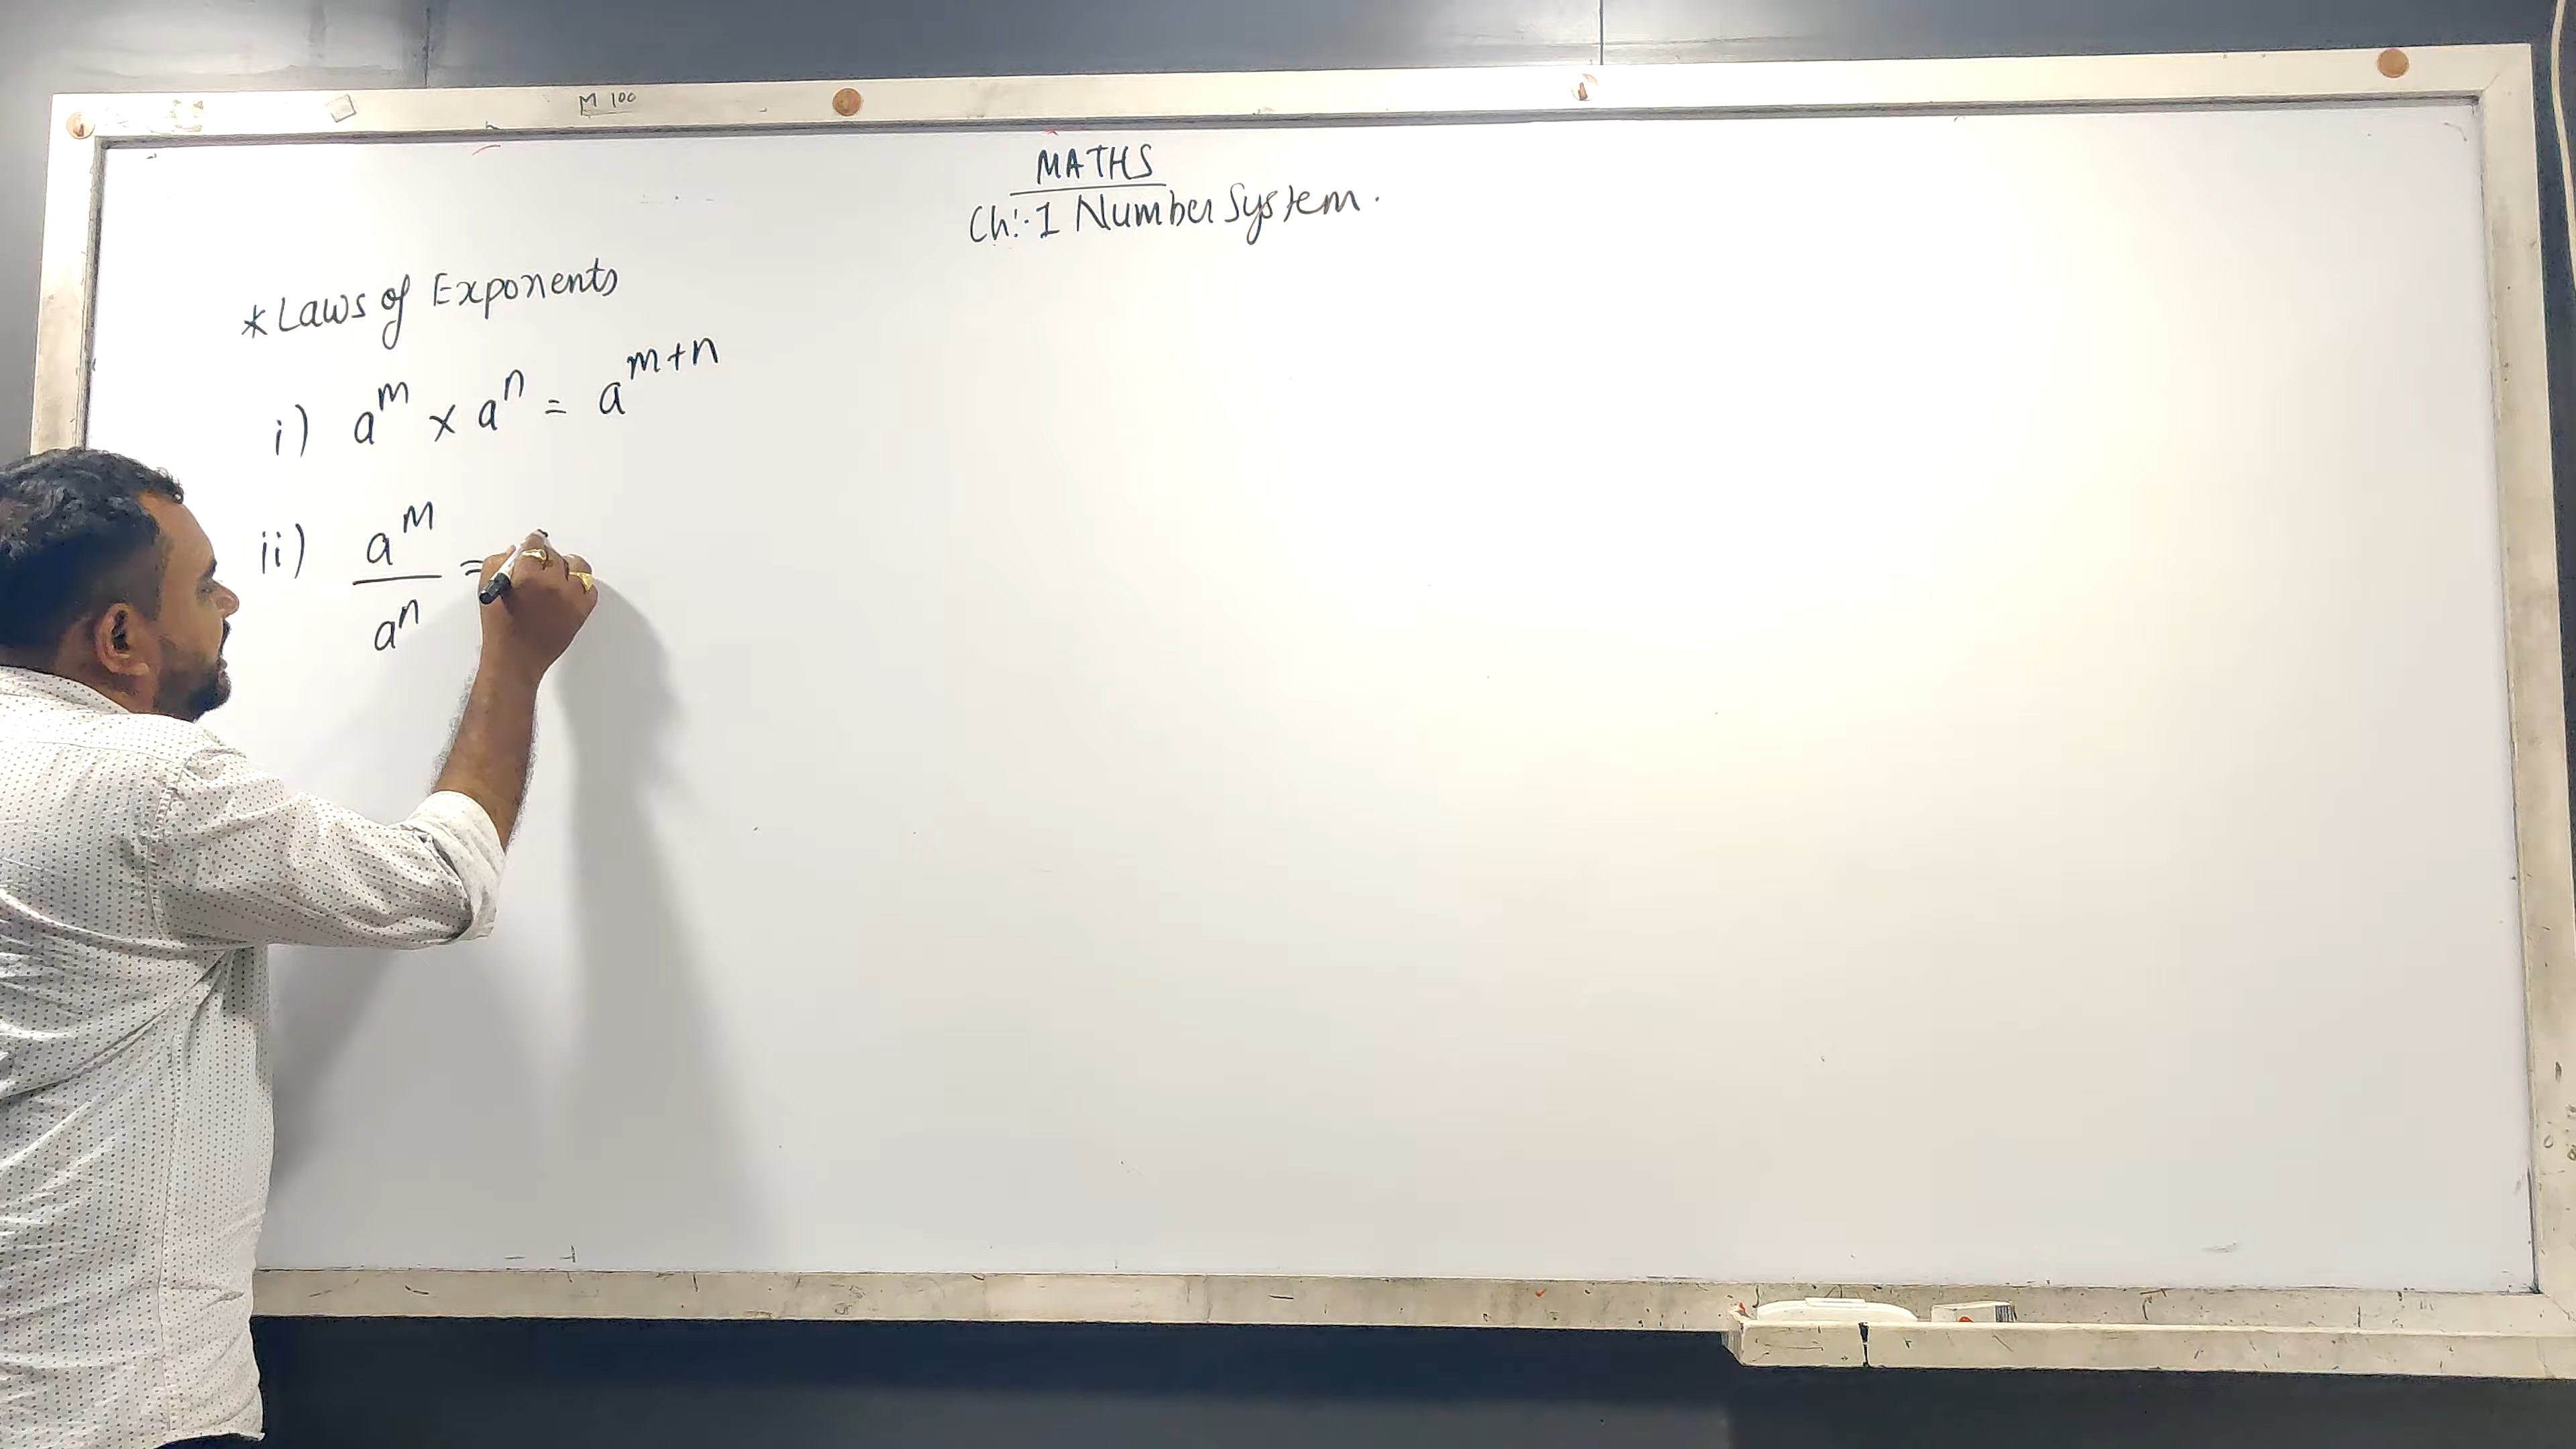 M 100
MATHS
Ch:-1 Number System.
*Laws of Exponents
i) a^m × a^n = a^{m+n}
ii) a^m / a^n =